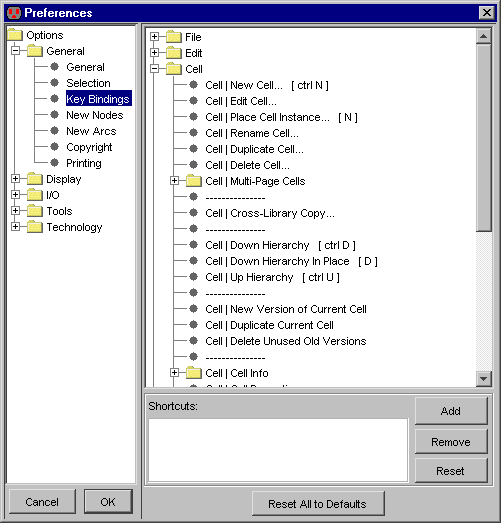 Preferences
Options
General
General
Selection
Key Bindings
New Nodes
New Arcs
Copyright
Printing
Display
I/O
Tools
Technology
Cancel
OK
File
Edit
Cell
Cell | New Cell... [ ctrl N ]
Cell | Edit Cell...
Cell | Place Cell Instance... [ N ]
Cell | Rename Cell...
Cell | Duplicate Cell...
Cell | Delete Cell...
Cell | Multi-Page Cells
---------------
Cell | Cross-Library Copy...
---------------
Cell | Down Hierarchy [ ctrl D ]
Cell | Down Hierarchy In Place [ D ]
Cell | Up Hierarchy [ ctrl U ]
---------------
Cell | New Version of Current Cell
Cell | Duplicate Current Cell
Cell | Delete Unused Old Versions
---------------
Cell | Cell Info
Shortcuts:
Add
Remove
Reset
Reset All to Defaults